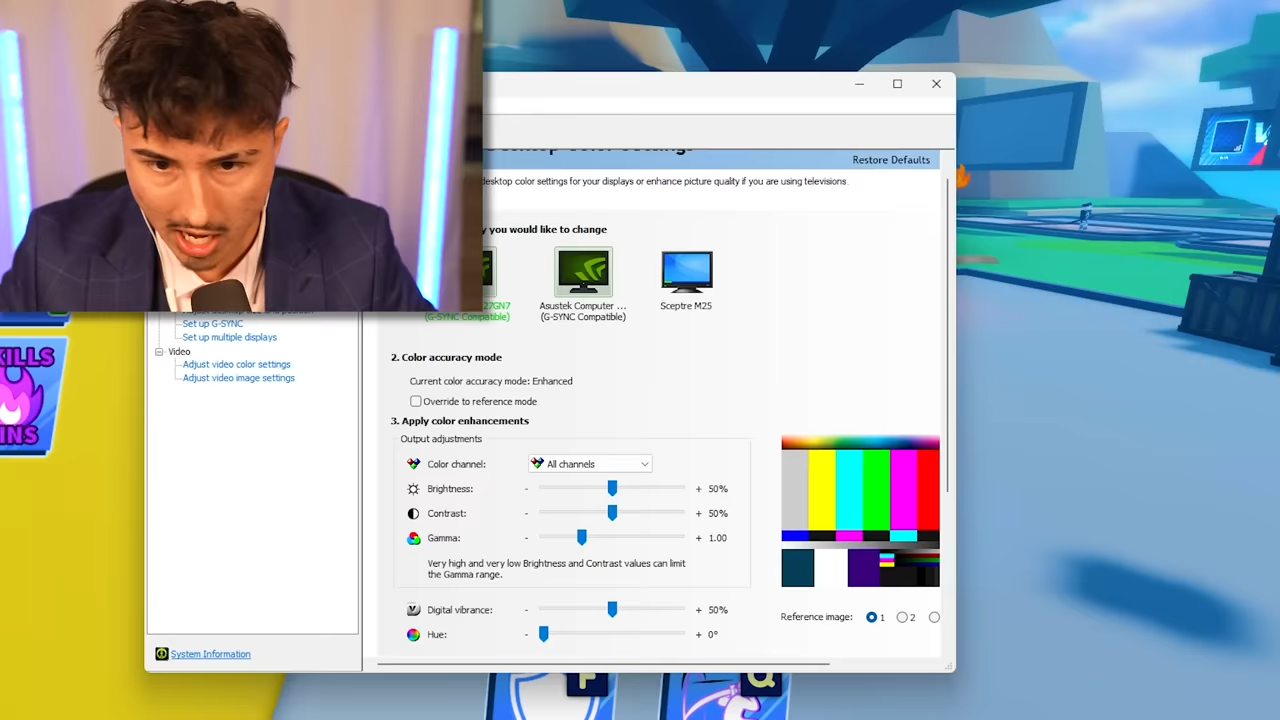 Restore Defaults
desktop color settings for your displays or enhance picture quality if you are using televisions.
y you would like to change
27GN7
(G-SYNC Compatible)
Asustek Computer ...
(G-SYNC Compatible)
Sceptre M25
Set up G-SYNC
Set up multiple displays
Video
Adjust video color settings
Adjust video image settings
2. Color accuracy mode
Current color accuracy mode: Enhanced
Override to reference mode
3. Apply color enhancements
Output adjustments
Color channel: All channels
Brightness: - + 50%
Contrast: - + 50%
Gamma: - + 1.00
Very high and very low Brightness and Contrast values can limit
the Gamma range.
Digital vibrance: - + 50%
Hue: - + 0°
Reference image: 1 2
System Information
KILLS
INS
F
Q